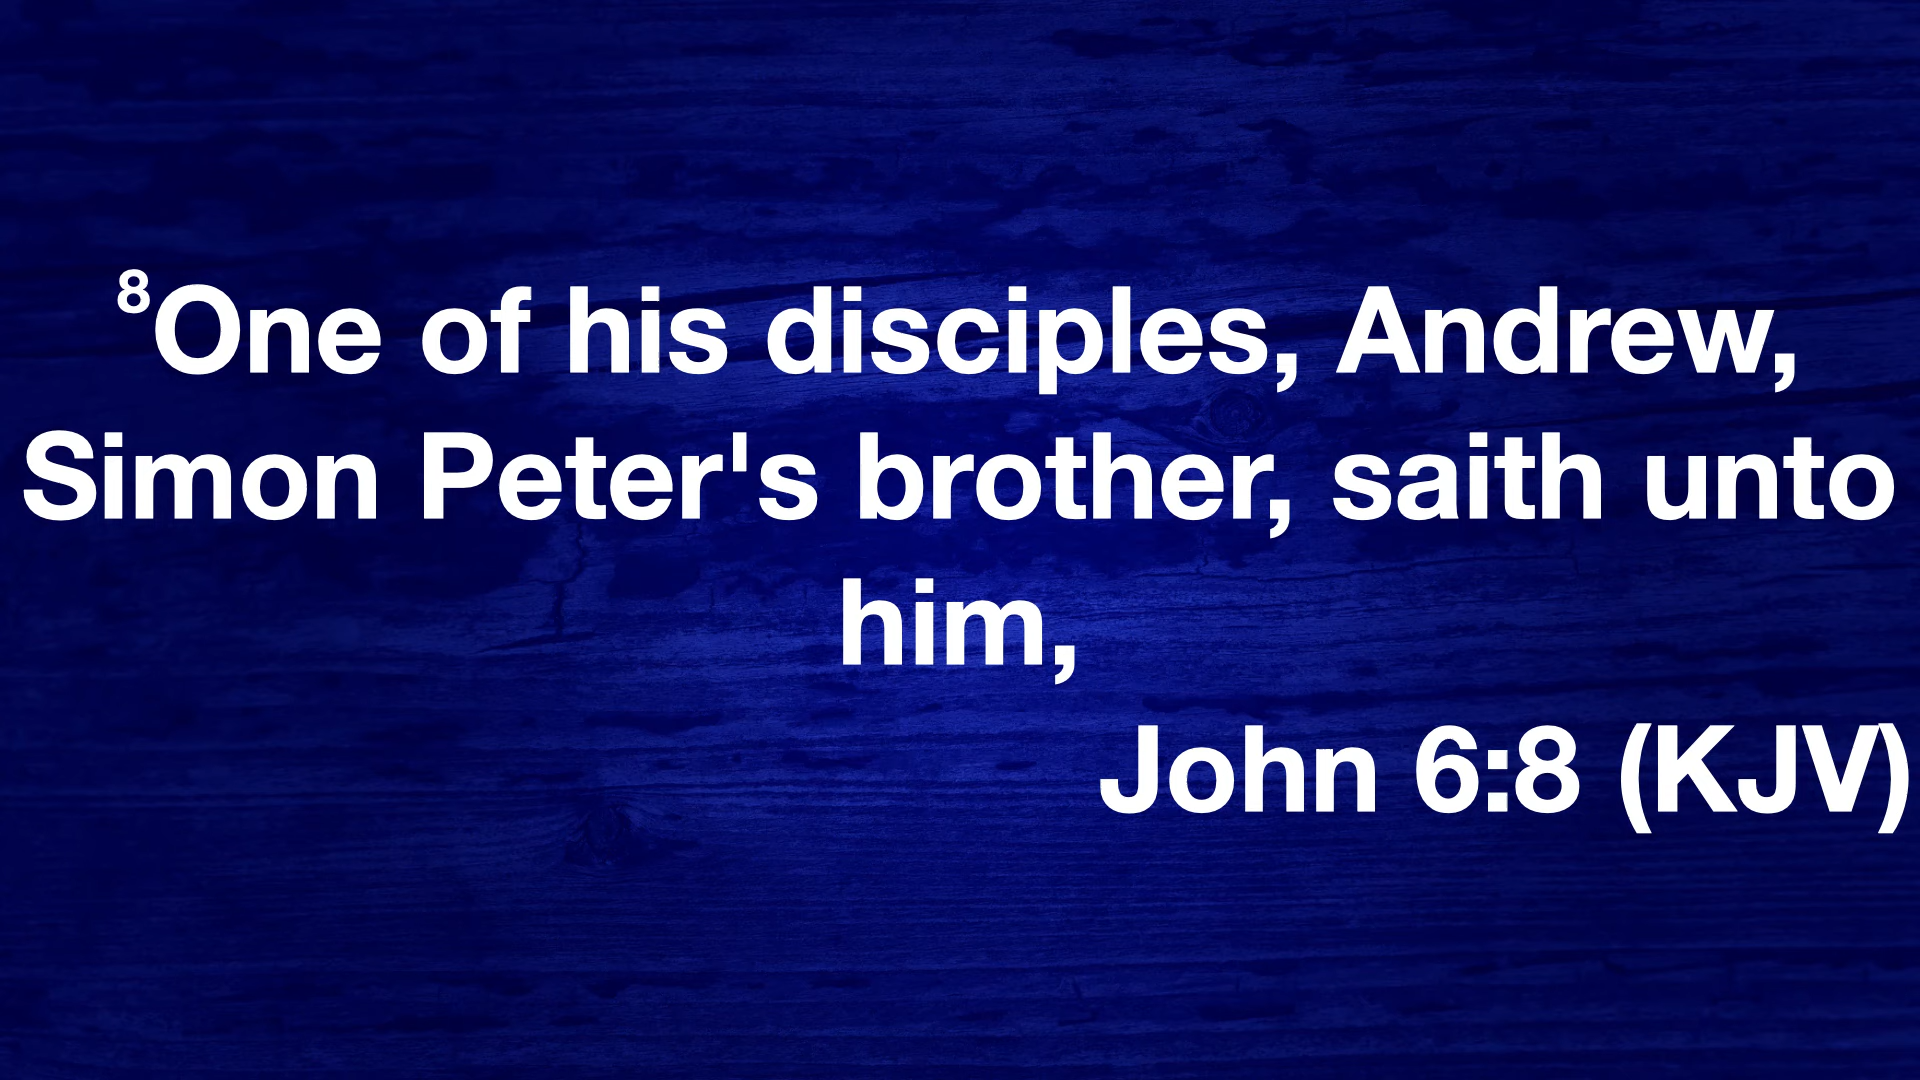 ⁸One of his disciples, Andrew,
Simon Peter's brother, saith unto
him,
John 6:8 (KJV)